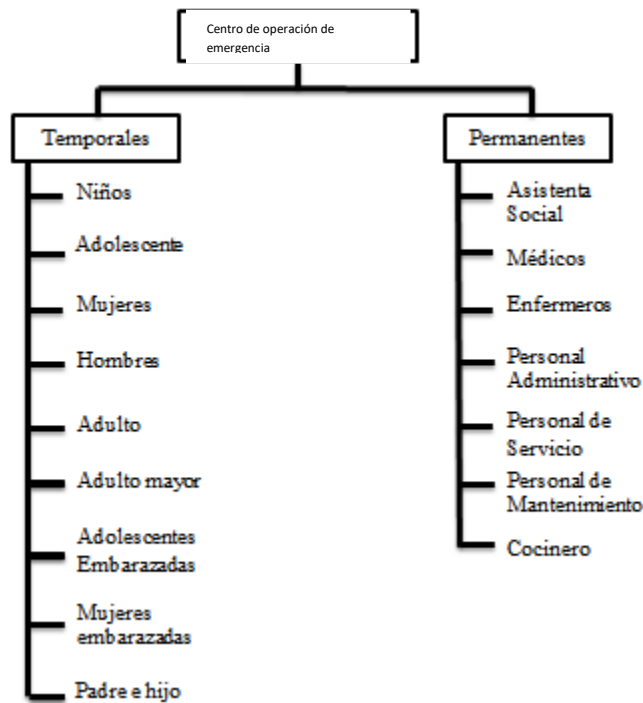 Centro de operación de
emergencia
Temporales
Niños
Adolescente
Mujeres
Hombres
Adulto
Adulto mayor
Adolescentes
Embarazadas
Mujeres
embarazadas
Padre e hijo
Permanentes
Asistenta
Social
Médicos
Enfermeros
Personal
Administrativo
Personal de
Servicio
Personal de
Mantenimiento
Cocinero